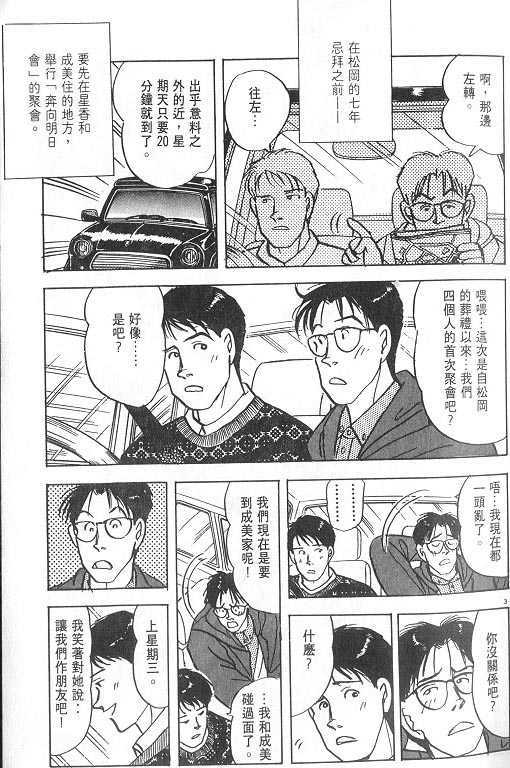 在松岡的七年
忌拜之前——
要先在星香和
成美住的地方，
舉行「奔向明日
會」的聚會。
啊，那邊
左轉。
往左…
出乎意料之
外的近，星
期天只要20
分鐘就到了。
喂喂…這次是自松岡
的葬禮以來…我們
四個人的首次聚會吧？
好像…
是吧？
唔…我現在都
一頭亂了。
……
……
我們現在是要
到成美家呢！
3
你沒關係吧？
什麼？
…我和成美
碰過面了。
上星期三。
我笑著對她說：
讓我們作朋友吧！